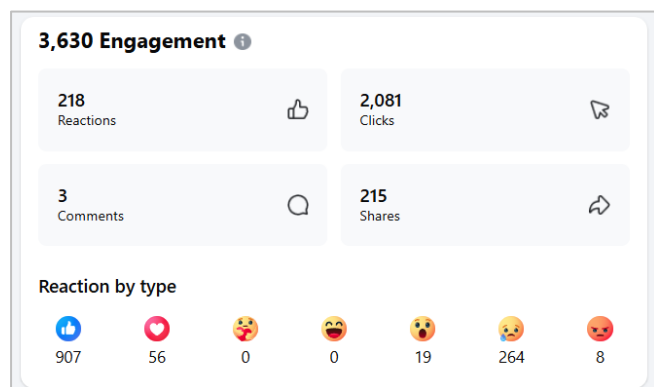 3,630 Engagement
218
Reactions
2,081
Clicks
3
Comments
215
Shares
Reaction by type
907 56 0 0 19 264 8